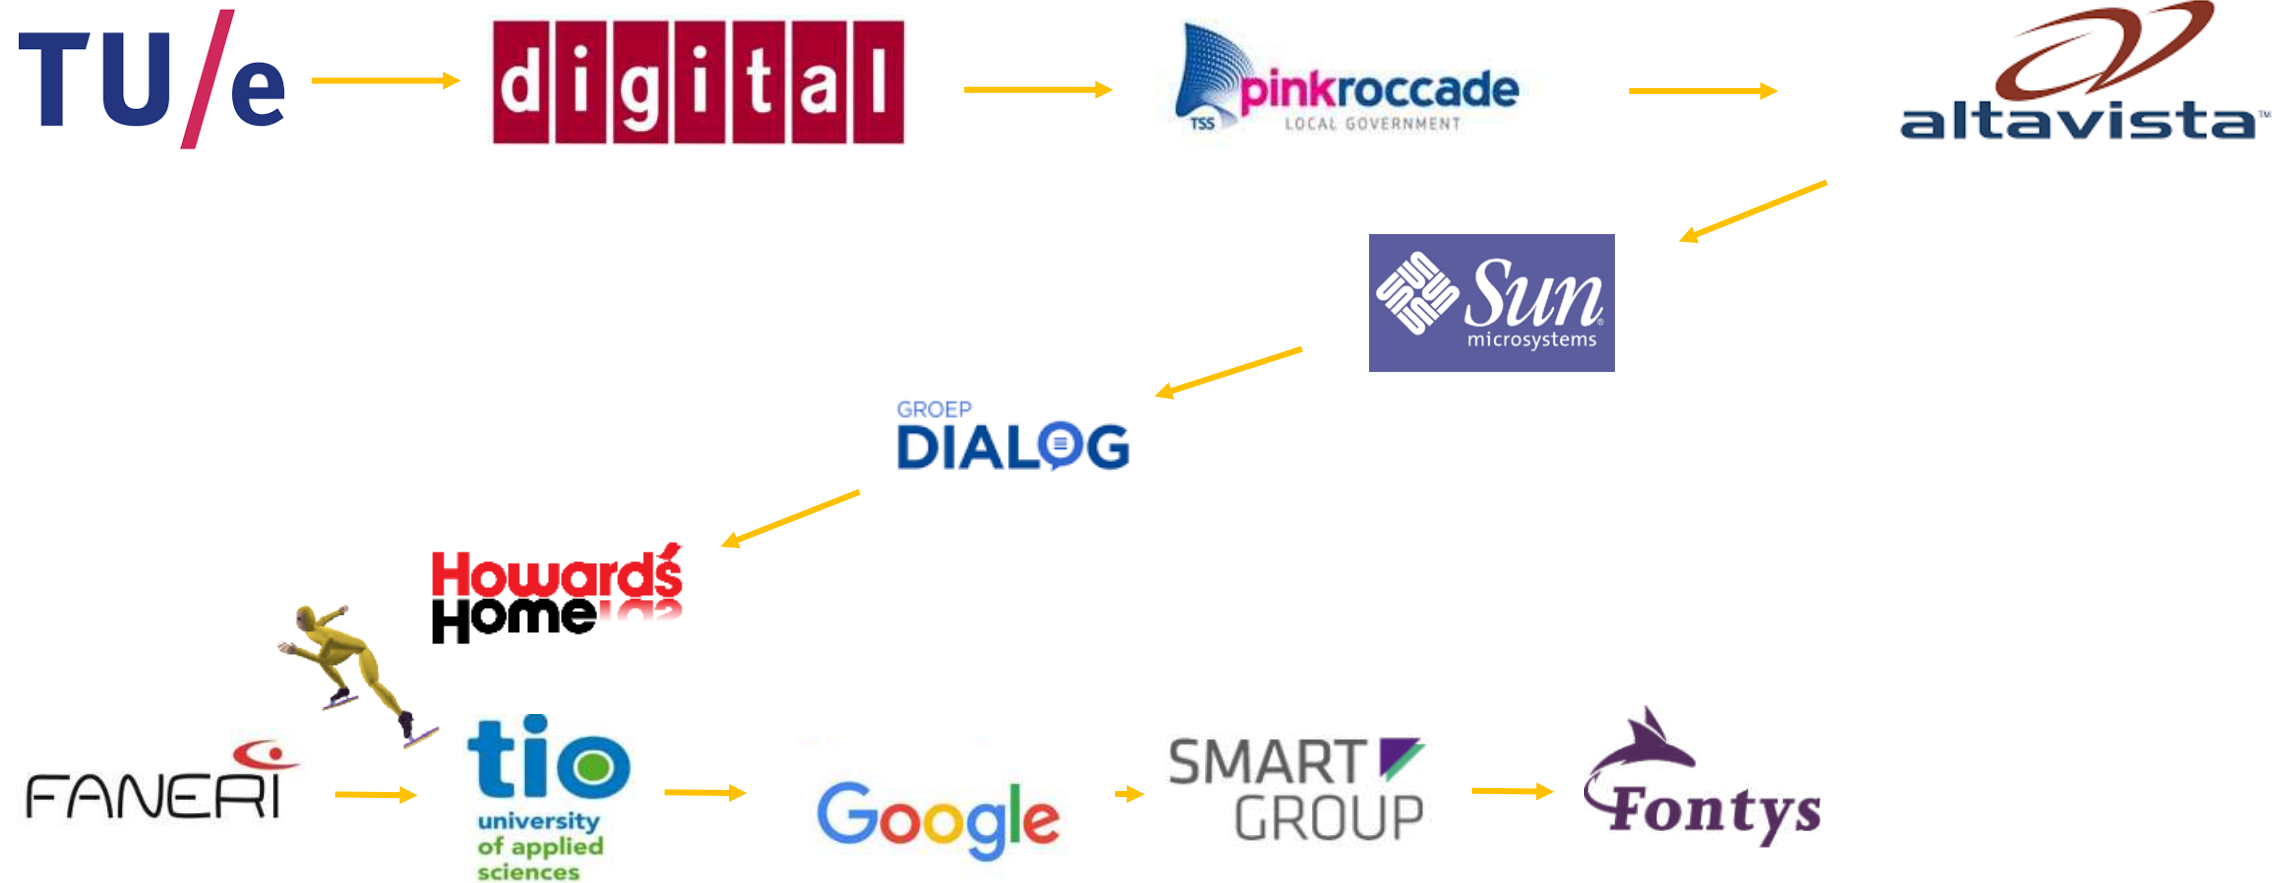 TU/e
digital
pinkroccade
TSS
LOCAL GOVERNMENT
altavista™
Sun®
microsystems
GROEP
DIALOG
Howard's
Home
FANERI
tio
university
of applied
sciences
Google
SMART
GROUP
Fontys